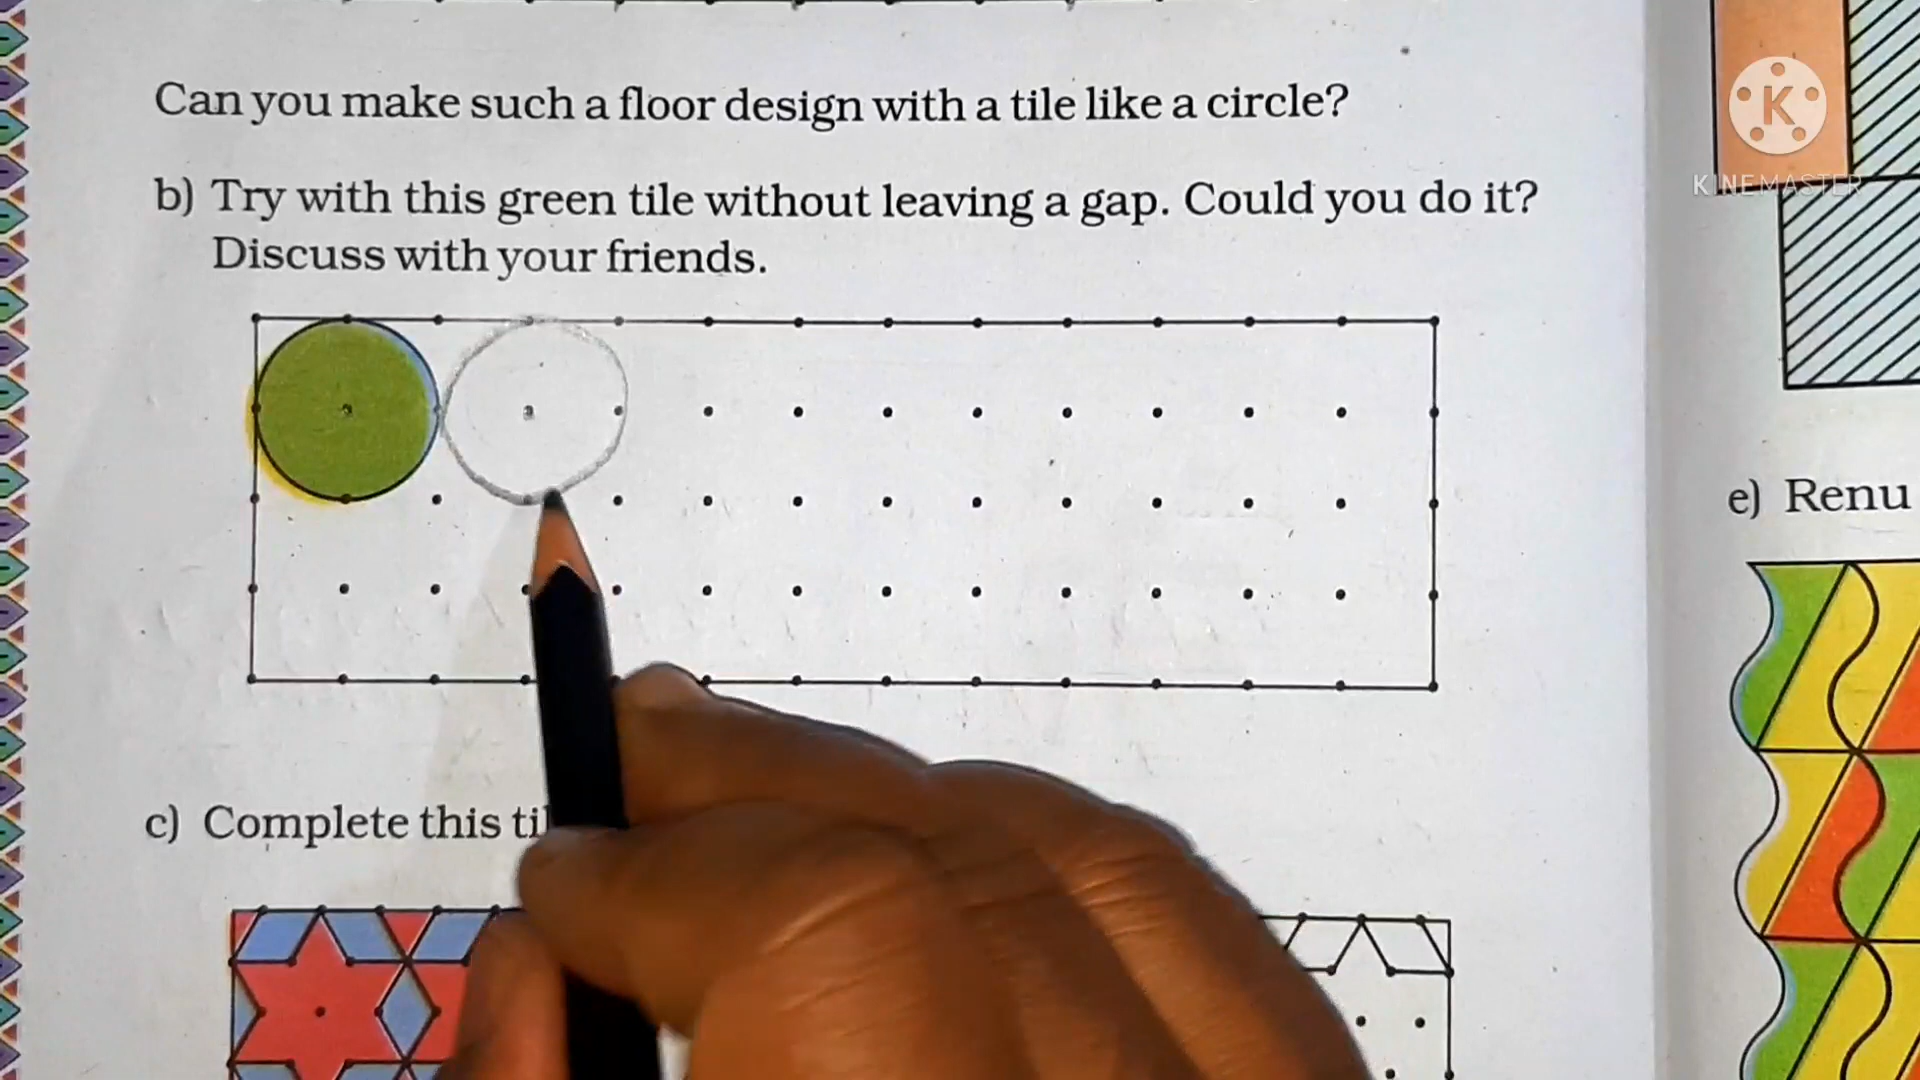 Can you make such a floor design with a tile like a circle?
b) Try with this green tile without leaving a gap. Could you do it?
Discuss with your friends.
c) Complete this
e) Renu
K
KINEMASTER